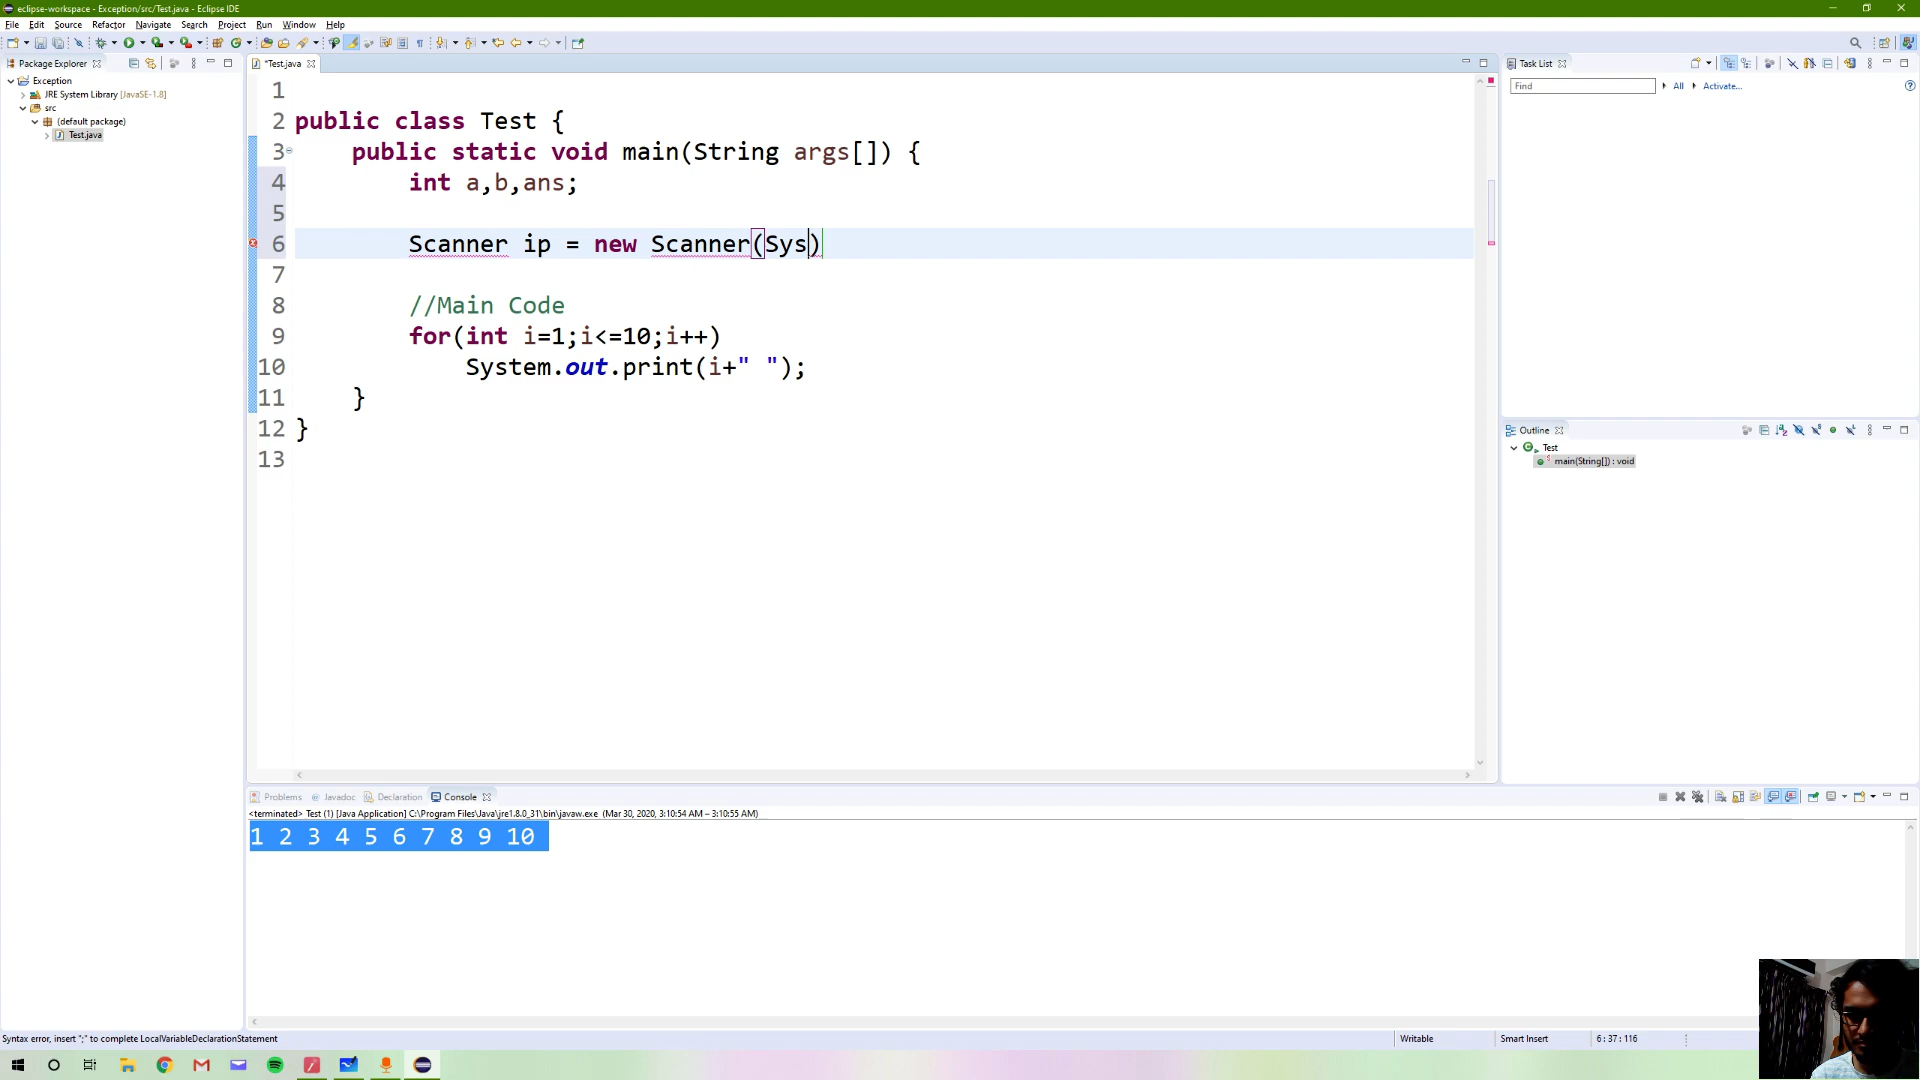 eclipse-workspace - Exception/src/Test.java - Eclipse IDE
File Edit Source Refactor Navigate Search Project Run Window Help
Package Explorer
Exception
JRE System Library [JavaSE-1.8]
src
(default package)
Test.java
*Test.java
1
2 public class Test {
3 public static void main(String args[]) {
4 int a,b,ans;
5
6 Scanner ip = new Scanner(Sys)
7
8 //Main Code
9 for(int i=1;i<=10;i++)
10 System.out.print(i+" ");
11 }
12 }
13
Task List
Find All Activate...
Outline
Test
main(String[]) : void
Problems Javadoc Declaration Console
<terminated> Test (1) [Java Application] C:\Program Files\Java\jre1.8.0_31\bin\javaw.exe (Mar 30, 2020, 3:10:54 AM – 3:10:55 AM)
1 2 3 4 5 6 7 8 9 10
Syntax error, insert ";" to complete LocalVariableDeclarationStatement
Writable Smart Insert 6 : 37 : 116